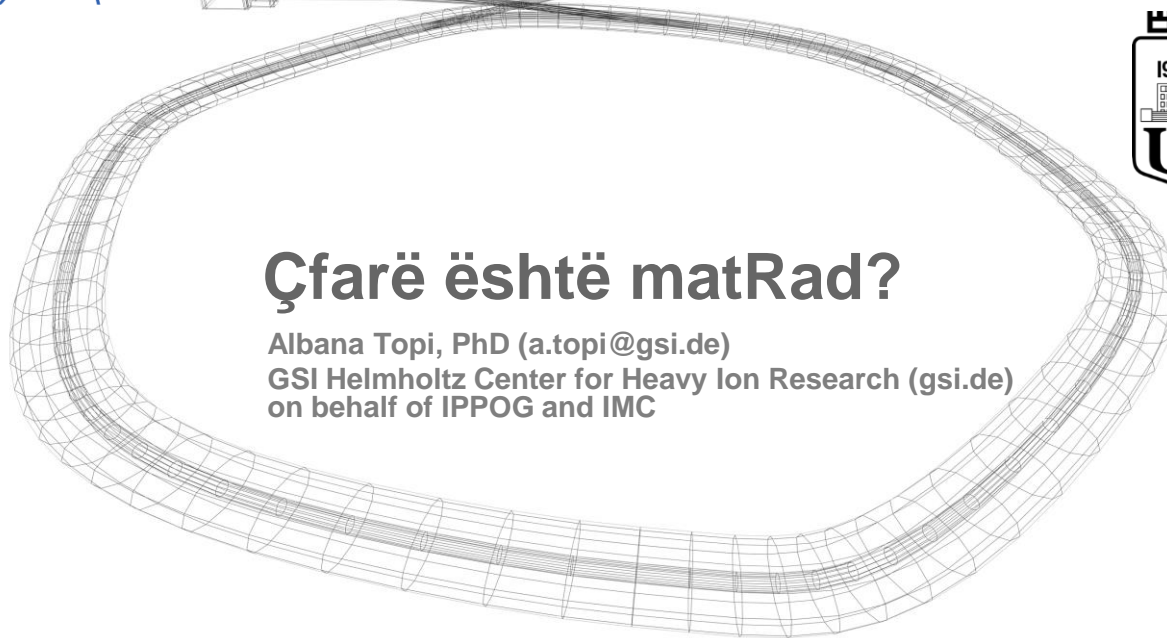 Çfarë është matRad?
Albana Topi, PhD (a.topi@gsi.de)
GSI Helmholtz Center for Heavy Ion Research (gsi.de)
on behalf of IPPOG and IMC